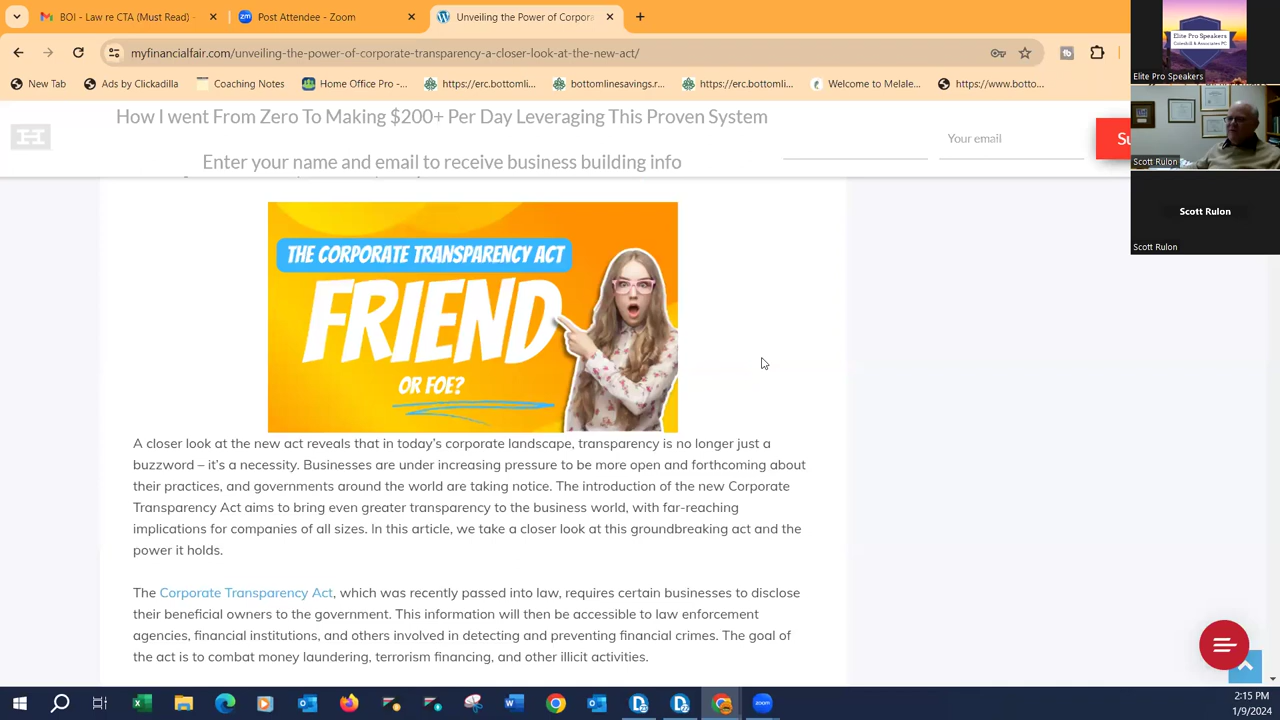 BOI - Law re CTA (Must Read) -
Post Attendee - Zoom
Unveiling the Power of Corpora
myfinancialfair.com/unveiling-the-power-of-corporate-transparency-a-closer-look-at-the-new-corporate-transparency-act/
New Tab
Ads by Clickadilla
Coaching Notes
Home Office Pro -...
bottomlinesavings.r...
https://erc.bottomli...
Welcome to Melale...
https://www.botto...
How I went From Zero To Making $200+ Per Day Leveraging This Proven System
Enter your name and email to receive business building info
Your email
Su
Elite Pro Speakers
Elite Pro Speakers
Scott Rulon
Scott Rulon
Scott Rulon
THE CORPORATE TRANSPARENCY ACT
FRIEND
OR FOE?
A closer look at the new act reveals that in today's corporate landscape, transparency is no longer just a
buzzword – it's a necessity. Businesses are under increasing pressure to be more open and forthcoming about
their practices, and governments around the world are taking notice. The introduction of the new Corporate
Transparency Act aims to bring even greater transparency to the business world, with far-reaching
implications for companies of all sizes. In this article, we take a closer look at this groundbreaking act and the
power it holds.
The Corporate Transparency Act, which was recently passed into law, requires certain businesses to disclose
their beneficial owners to the government. This information will then be accessible to law enforcement
agencies, financial institutions, and others involved in detecting and preventing financial crimes. The goal of
the act is to combat money laundering, terrorism financing, and other illicit activities.
2:15 PM
1/9/2024